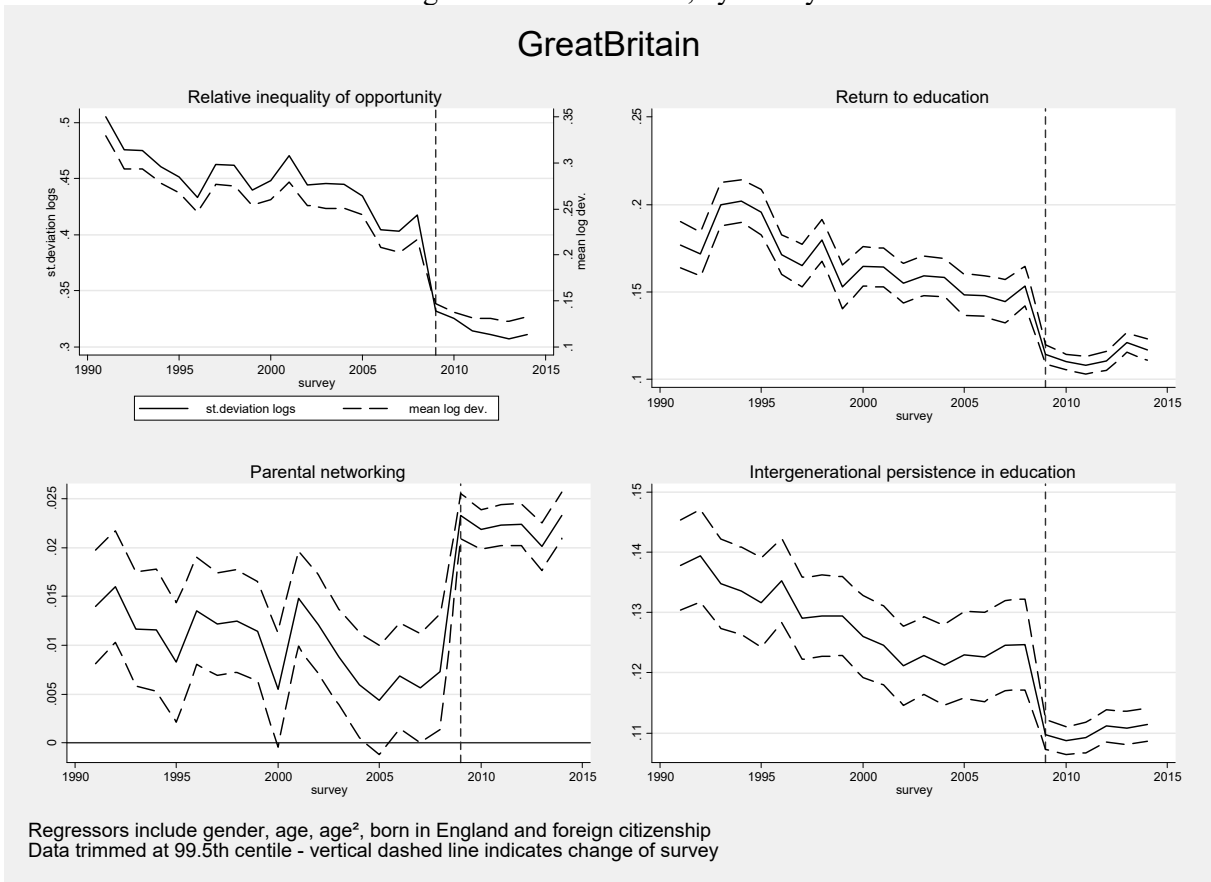 GreatBritain
Relative inequality of opportunity
.5
.45
.4
.35
.3
st.deviation logs
.35
.3
.25
.2
.15
.1
mean log dev.
1990 1995 2000 2005 2010 2015
survey
st.deviation logs mean log dev.
Return to education
.25
.2
.15
.1
1990 1995 2000 2005 2010 2015
survey
Parental networking
.025
.02
.015
.01
.005
0
1990 1995 2000 2005 2010 2015
survey
Intergenerational persistence in education
.15
.14
.13
.12
.11
1990 1995 2000 2005 2010 2015
survey
Regressors include gender, age, age², born in England and foreign citizenship
Data trimmed at 99.5th centile - vertical dashed line indicates change of survey